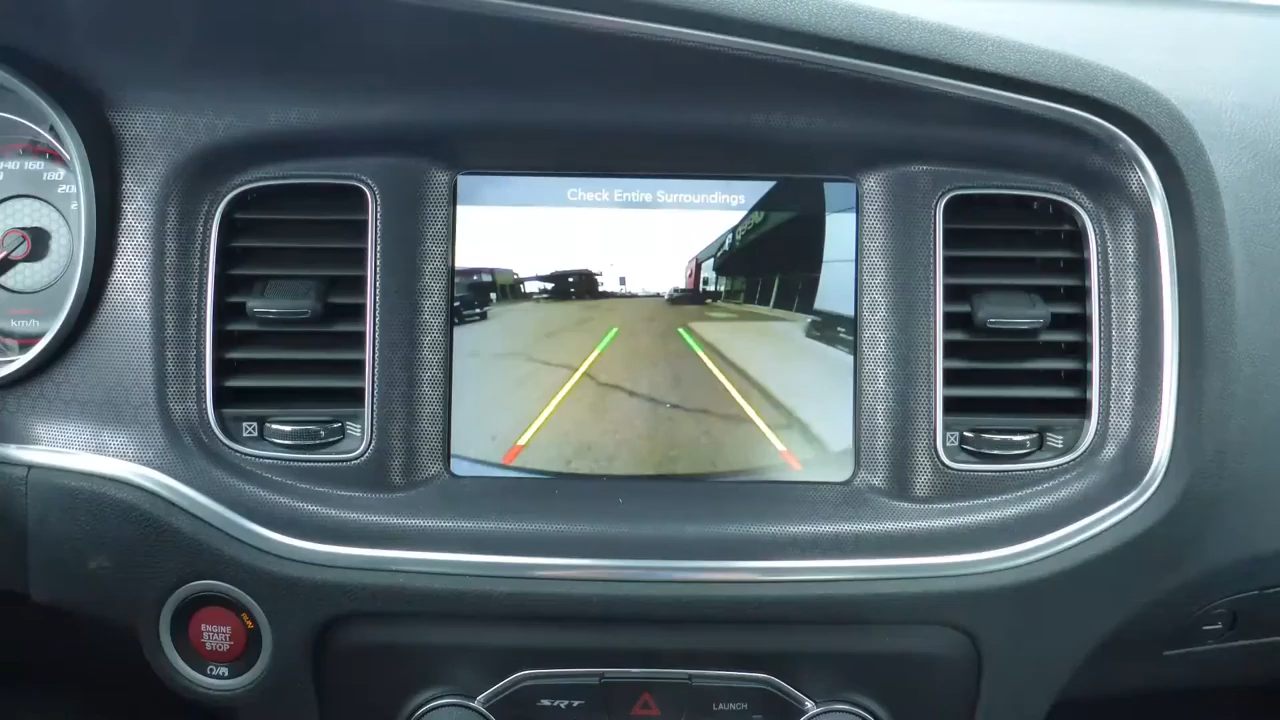 Check Entire Surroundings
140 160
180
km/h
ENGINE
START
STOP
RUN
SRT
LAUNCH